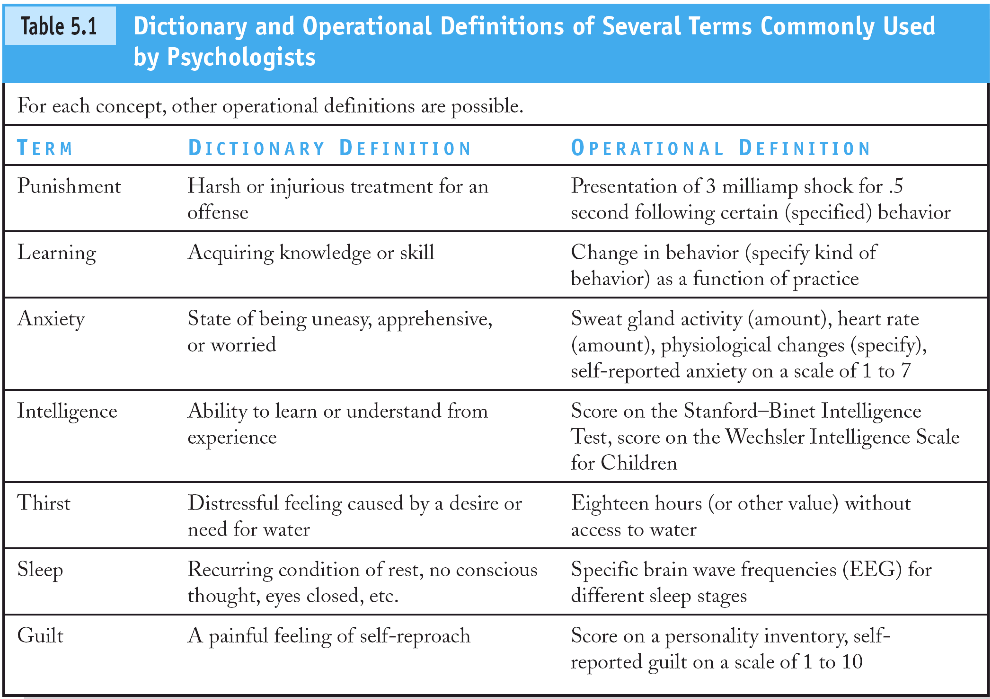 Table 5.1
Dictionary and Operational Definitions of Several Terms Commonly Used
by Psychologists
For each concept, other operational definitions are possible.
TERM DICTIONARY DEFINITION OPERATIONAL DEFINITION
Punishment
Harsh or injurious treatment for an
offense
Presentation of 3 milliamp shock for .5
second following certain (specified) behavior
Learning
Acquiring knowledge or skill
Change in behavior (specify kind of
behavior) as a function of practice
Anxiety
State of being uneasy, apprehensive,
or worried
Sweat gland activity (amount), heart rate
(amount), physiological changes (specify),
self-reported anxiety on a scale of 1 to 7
Intelligence
Ability to learn or understand from
experience
Score on the Stanford–Binet Intelligence
Test, score on the Wechsler Intelligence Scale
for Children
Thirst
Distressful feeling caused by a desire or
need for water
Eighteen hours (or other value) without
access to water
Sleep
Recurring condition of rest, no conscious
thought, eyes closed, etc.
Specific brain wave frequencies (EEG) for
different sleep stages
Guilt
A painful feeling of self-reproach
Score on a personality inventory, self-
reported guilt on a scale of 1 to 10